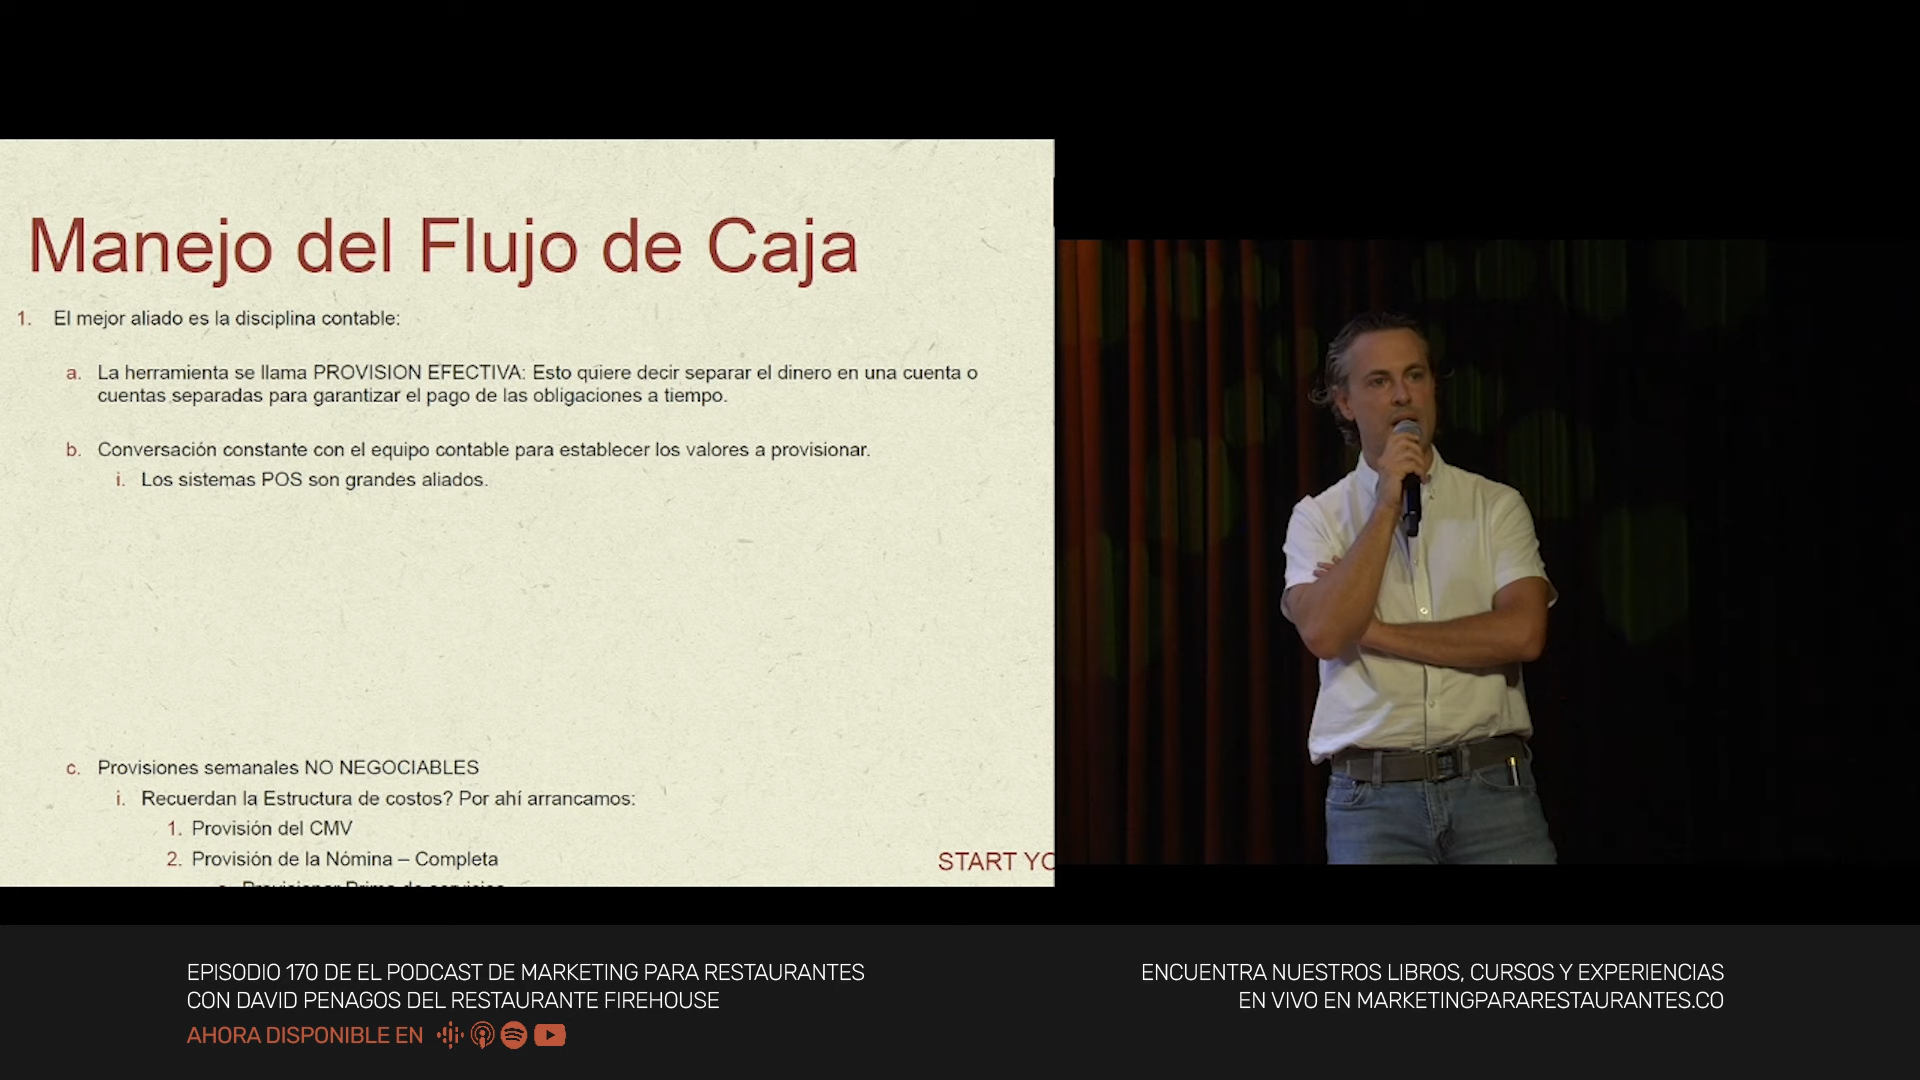 Manejo del Flujo de Caja
1. El mejor aliado es la disciplina contable:
a. La herramienta se llama PROVISION EFECTIVA: Esto quiere decir separar el dinero en una cuenta o
cuentas separadas para garantizar el pago de las obligaciones a tiempo.
b. Conversación constante con el equipo contable para establecer los valores a provisionar.
i. Los sistemas POS son grandes aliados.
c. Provisiones semanales NO NEGOCIABLES
i. Recuerdan la Estructura de costos? Por ahí arrancamos:
1. Provisión del CMV
2. Provisión de la Nómina – Completa
START YO
EPISODIO 170 DE EL PODCAST DE MARKETING PARA RESTAURANTES
CON DAVID PENAGOS DEL RESTAURANTE FIREHOUSE
AHORA DISPONIBLE EN
ENCUENTRA NUESTROS LIBROS, CURSOS Y EXPERIENCIAS
EN VIVO EN MARKETINGPARARESTAURANTES.CO